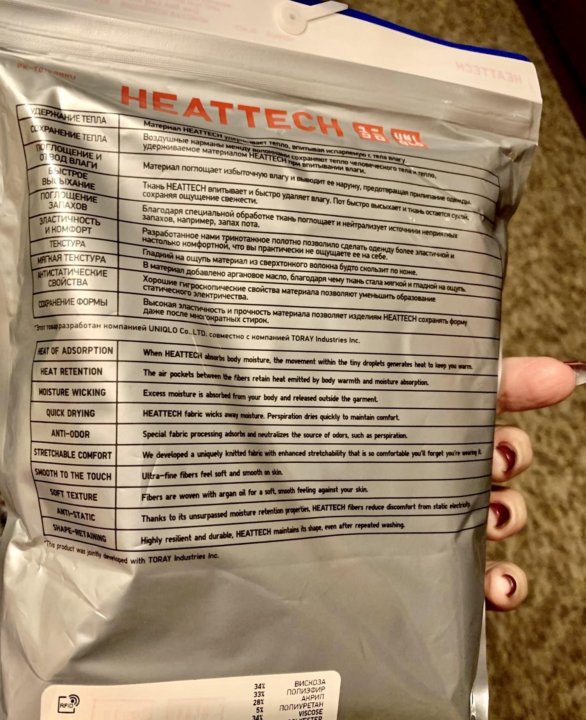 HEATTECH
HEATTECH ユニクロ UNI QLO
УДЕРЖАНИЕ ТЕПЛА Материал HEATTECH удерживает тепло, впитывая испаряемую с тела влагу.
СОХРАНЕНИЕ ТЕПЛА Воздушные карманы между волокнами сохраняют тепло человеческого тела и тепло,
удерживаемое материалом HEATTECH при впитывании влаги.
ПОГЛОЩЕНИЕ И
ОТВОД ВЛАГИ Материал поглощает избыточную влагу и выводит ее наружу, предотвращая прилипание одежды.
БЫСТРОЕ
ВЫСЫХАНИЕ Ткань HEATTECH впитывает и быстро удаляет влагу. Пот быстро высыхает и ткань остается сухой,
сохраняя ощущение свежести.
ПОГЛОЩЕНИЕ
ЗАПАХОВ Благодаря специальной обработке ткань поглощает и нейтрализует источники неприятных
запахов, например, запах пота.
ЭЛАСТИЧНОСТЬ
И КОМФОРТ Разработанное нами трикотажное полотно позволило сделать одежду более эластичной и
настолько комфортной, что вы практически не ощущаете ее на себе.
ТЕКСТУРА Гладкий на ощупь материал из сверхтонкого волокна будто скользит по коже.
МЯГКАЯ ТЕКСТУРА В материал добавлено аргановое масло, благодаря чему ткань стала мягкой и гладкой на ощупь.
АНТИСТАТИЧЕСКИЕ
СВОЙСТВА Хорошие гигроскопические свойства материала позволяют уменьшить образование
статического электричества.
СОХРАНЕНИЕ ФОРМЫ Высокая эластичность и прочность материала позволяет изделиям HEATTECH сохранять форму
даже после многократных стирок.
*Этот товар разработан компанией UNIQLO Co., LTD. совместно с компанией TORAY Industries Inc.
HEAT OF ADSORPTION When HEATTECH absorbs body moisture, the movement within the tiny droplets generates heat to keep you warm.
HEAT RETENTION The air pockets between the fibers retain heat emitted by body warmth and moisture absorption.
MOISTURE WICKING Excess moisture is absorbed from your body and released outside the garment.
QUICK DRYING HEATTECH fabric wicks away moisture. Perspiration dries quickly to maintain comfort.
ANTI-ODOR Special fabric processing adsorbs and neutralizes the source of odors, such as perspiration.
STRETCHABLE COMFORT We developed a uniquely knitted fabric with enhanced stretchability that is so comfortable you'll forget you're wearing it.
SMOOTH TO THE TOUCH Ultra-fine fibers feel soft and smooth on skin.
SOFT TEXTURE Fibers are woven with argan oil for a soft, smooth feeling against your skin.
ANTI-STATIC Thanks to its unsurpassed moisture retention properties, HEATTECH fibers reduce discomfort from static electricity.
SHAPE-RETAINING Highly resilient and durable, HEATTECH maintains its shape, even after repeated washing.
*This product was jointly developed with TORAY Industries Inc.
RFID
34% ВИСКОЗА
33% ПОЛИЭФИР
28% АКРИЛ
5% ПОЛИУРЕТАН
34% VISCOSE